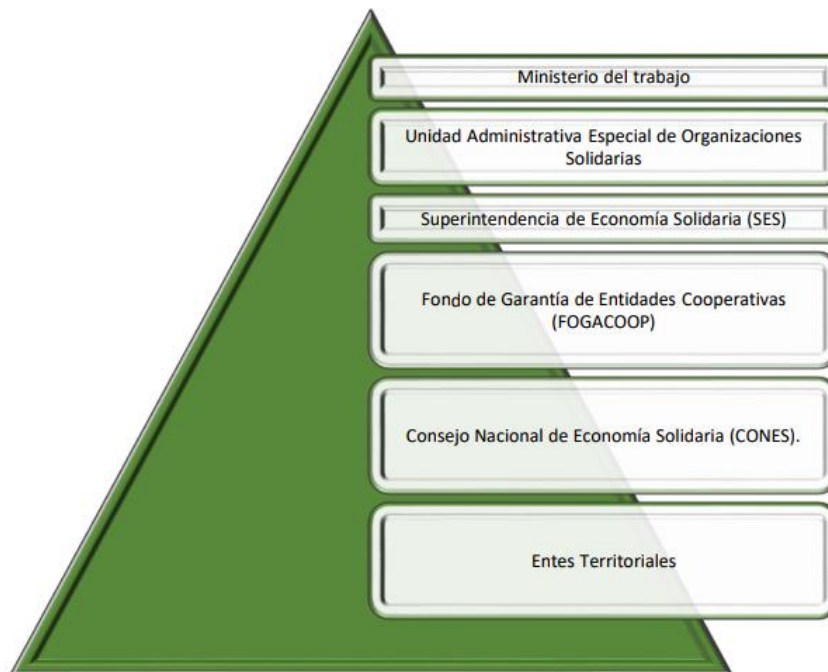 Ministerio del trabajo
Unidad Administrativa Especial de Organizaciones
Solidarias
Superintendencia de Economía Solidaria (SES)
Fondo de Garantía de Entidades Cooperativas
(FOGACOOP)
Consejo Nacional de Economía Solidaria (CONES).
Entes Territoriales